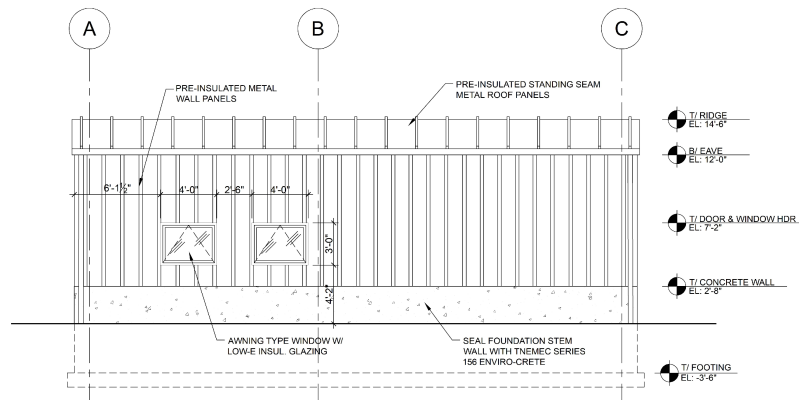 A
B
C
PRE-INSULATED METAL
WALL PANELS
PRE-INSULATED STANDING SEAM
METAL ROOF PANELS
T/ RIDGE
EL: 14'-6"
B/ EAVE
EL: 12'-0"
6'-1½"
4'-0"
2'-6"
4'-0"
T/ DOOR & WINDOW HDR
EL: 7'-2"
3'-0"
4'-2"
T/ CONCRETE WALL
EL: 2'-8"
AWNING TYPE WINDOW W/
LOW-E INSUL. GLAZING
SEAL FOUNDATION STEM
WALL WITH TNEMEC SERIES
156 ENVIRO-CRETE
T/ FOOTING
EL: -3'-6"